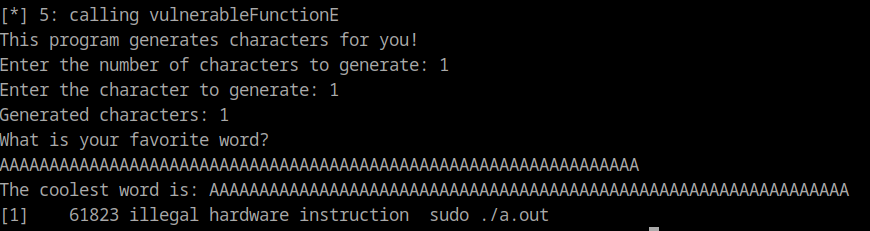 [*] 5: calling vulnerableFunctionE
This program generates characters for you!
Enter the number of characters to generate: 1
Enter the character to generate: 1
Generated characters: 1
What is your favorite word?
AAAAAAAAAAAAAAAAAAAAAAAAAAAAAAAAAAAAAAAAAAAAAAAAAAAAAAAAAAAAAAAA
The coolest word is: AAAAAAAAAAAAAAAAAAAAAAAAAAAAAAAAAAAAAAAAAAAAAAAAAAAAAAAAAAAAAAAA
[1]    61823 illegal hardware instruction  sudo ./a.out